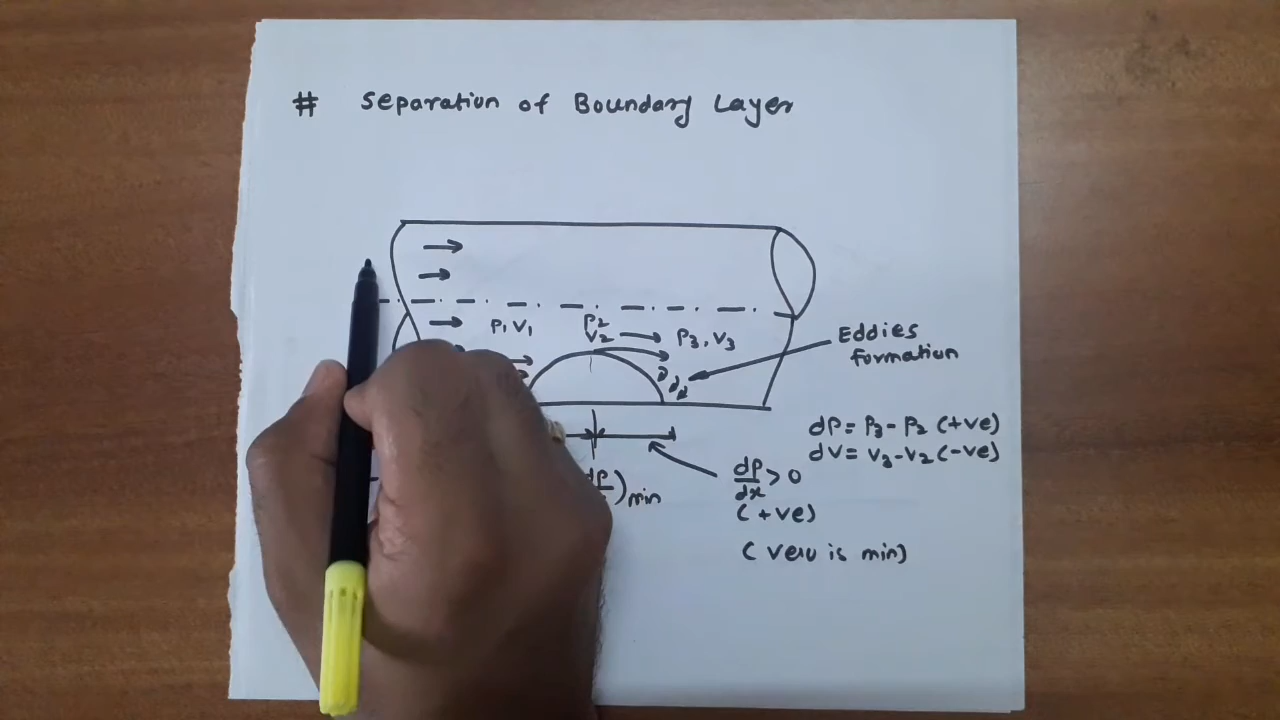 # Separation of Boundary Layer
P, V₁
P₂
V₂
P₃, V₃
Eddies
formation
dP = P₃ - P₂ (+ve)
dV = V₃ - V₂ (-ve)
)min
dP/dx > 0
(+ve)
( Velo is min)